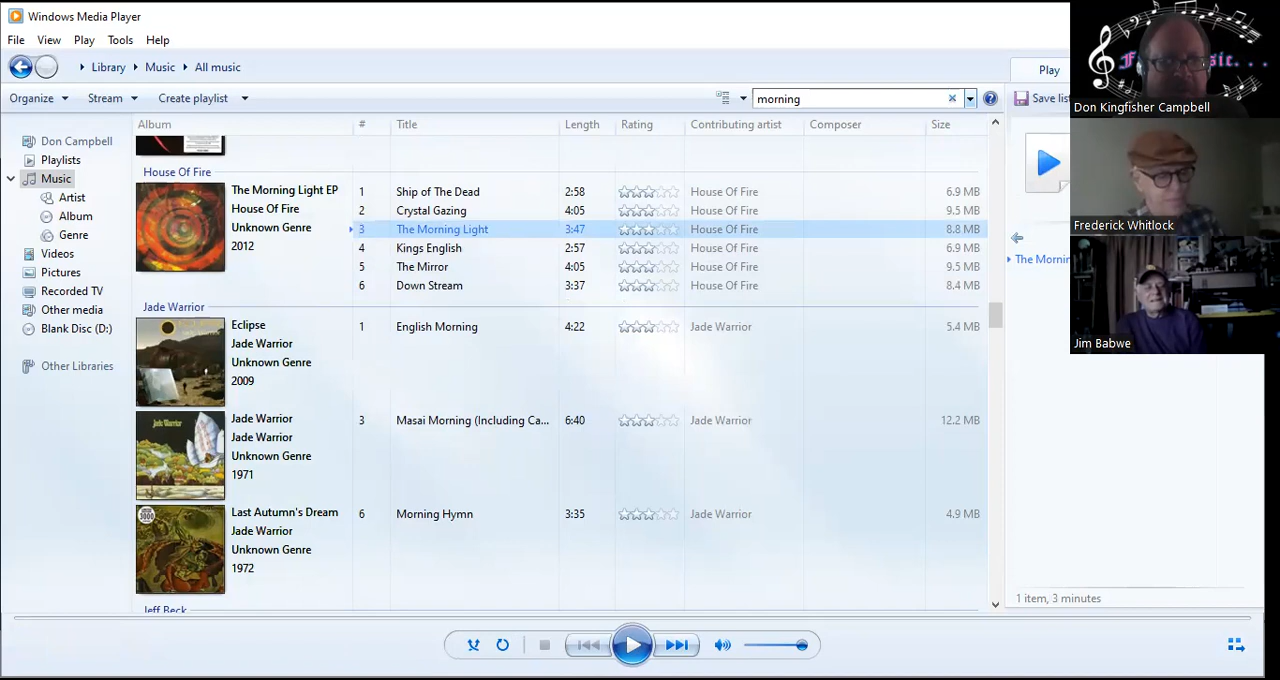 Windows Media Player
File View Play Tools Help
Library Music All music
Play
Organize Stream Create playlist
morning
Save list
Album # Title Length Rating Contributing artist Composer Size
Don Campbell
Playlists
Music
Artist
Album
Genre
Videos
Pictures
Recorded TV
Other media
Blank Disc (D:)
Other Libraries
House Of Fire
The Morning Light EP
House Of Fire
Unknown Genre
2012
1 Ship of The Dead 2:58 House Of Fire 6.9 MB
2 Crystal Gazing 4:05 House Of Fire 9.5 MB
3 The Morning Light 3:47 House Of Fire 8.8 MB
4 Kings English 2:57 House Of Fire 6.9 MB
5 The Mirror 4:05 House Of Fire 9.5 MB
6 Down Stream 3:37 House Of Fire 8.4 MB
Jade Warrior
Eclipse
Jade Warrior
Unknown Genre
2009
1 English Morning 4:22 Jade Warrior 5.4 MB
Jade Warrior
Jade Warrior
Unknown Genre
1971
3 Masai Morning (Including Ca... 6:40 Jade Warrior 12.2 MB
Last Autumn's Dream
Jade Warrior
Unknown Genre
1972
6 Morning Hymn 3:35 Jade Warrior 4.9 MB
Jeff Beck
The Mornin
1 item, 3 minutes
Don Kingfisher Campbell
Frederick Whitlock
Jim Babwe